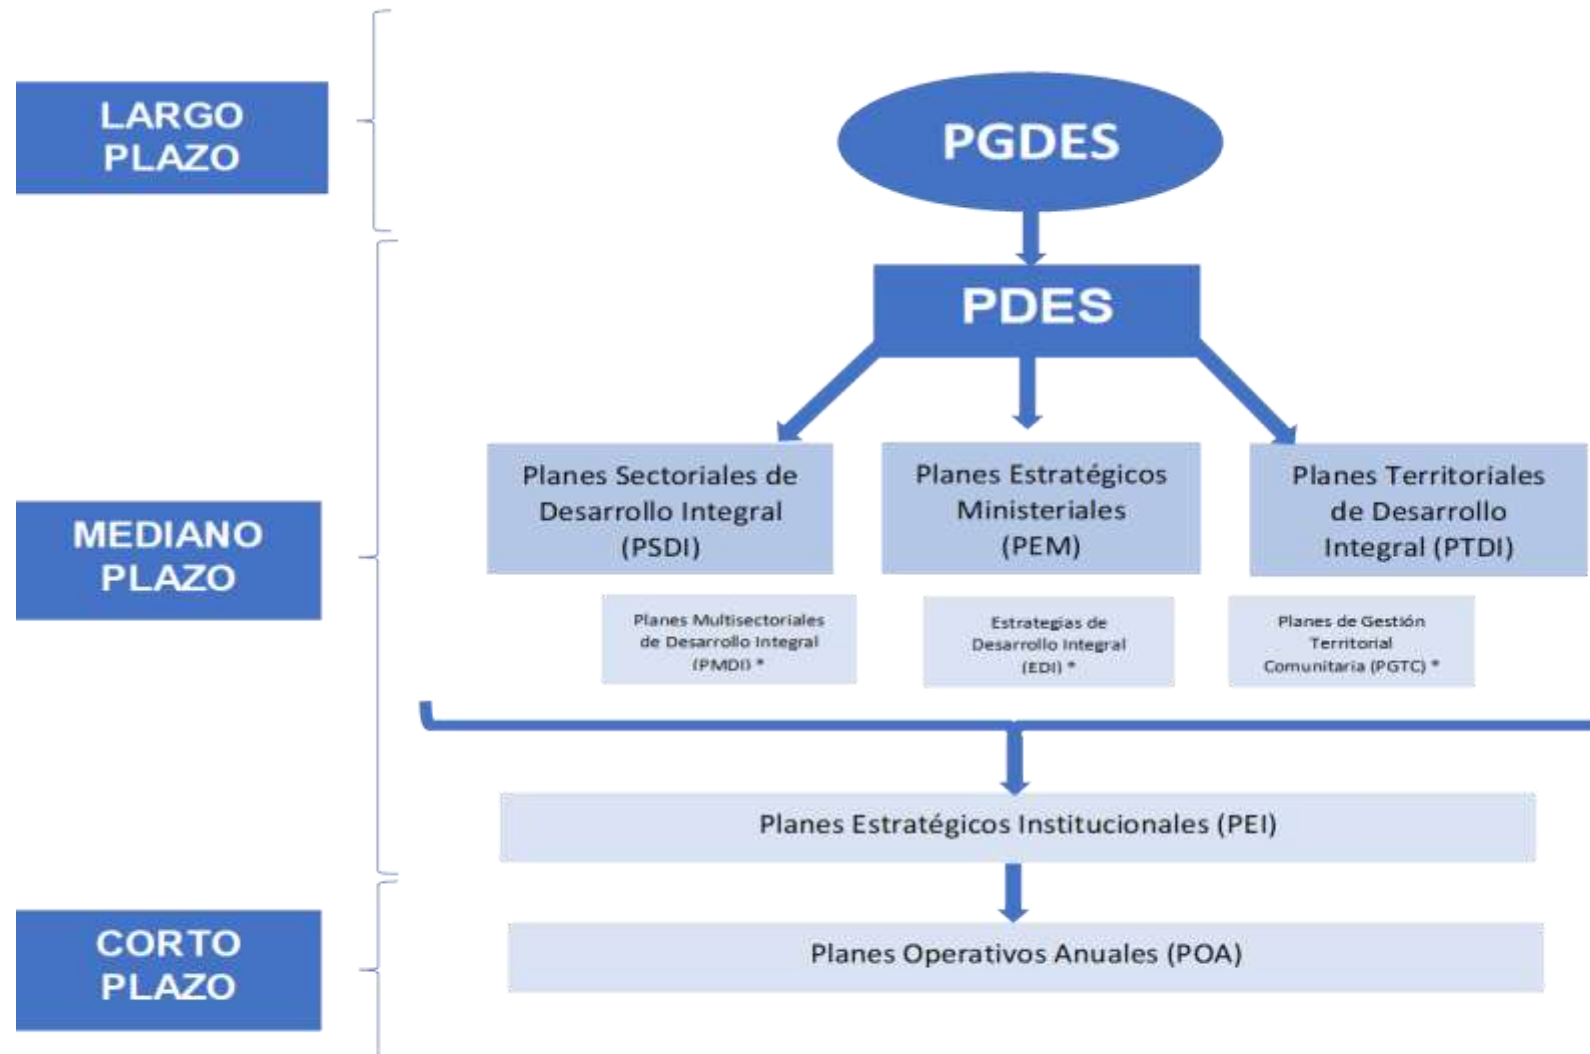 LARGO
PLAZO
PGDES
PDES
Planes Sectoriales de
Desarrollo Integral
(PSDI)
Planes Estratégicos
Ministeriales
(PEM)
Planes Territoriales
de Desarrollo
Integral (PTDI)
MEDIANO
PLAZO
Planes Multisectoriales
de Desarrollo Integral
(PMDI) *
Estrategias de
Desarrollo Integral
(EDI) *
Planes de Gestión
Territorial
Comunitaria (PGTC) *
Planes Estratégicos Institucionales (PEI)
CORTO
PLAZO
Planes Operativos Anuales (POA)